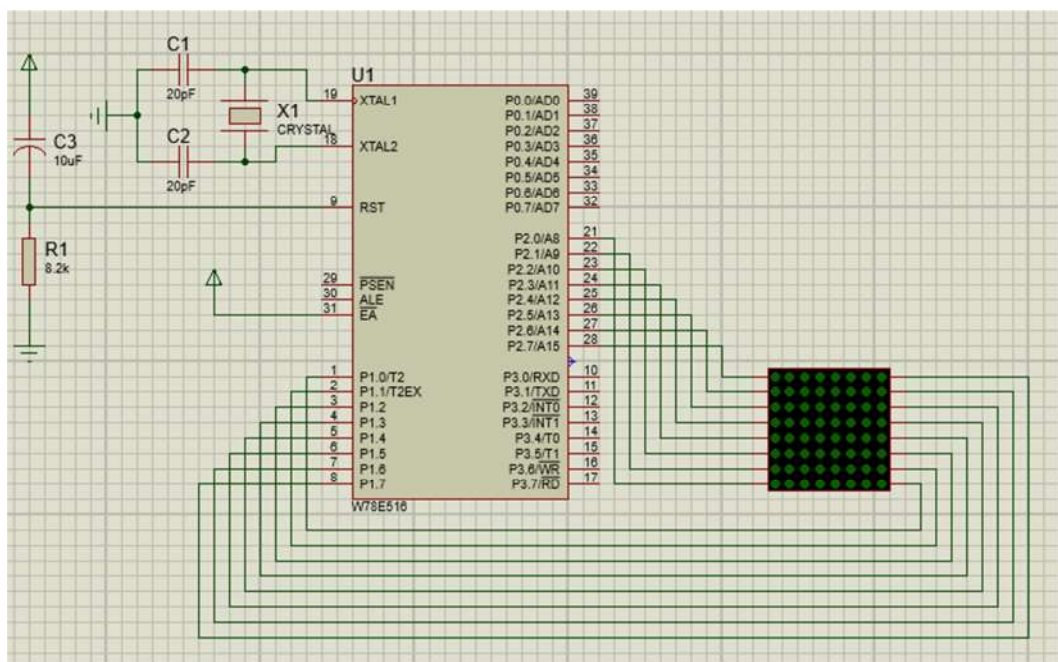 C1
20pF
X1
CRYSTAL
C2
20pF
C3
10uF
R1
8.2k
U1
19 XTAL1
18 XTAL2
9 RST
29 PSEN
30 ALE
31 EA
1 P1.0/T2
2 P1.1/T2EX
3 P1.2
4 P1.3
5 P1.4
6 P1.5
7 P1.6
8 P1.7
P0.0/AD0 39
P0.1/AD1 38
P0.2/AD2 37
P0.3/AD3 36
P0.4/AD4 35
P0.5/AD5 34
P0.6/AD6 33
P0.7/AD7 32
P2.0/A8 21
P2.1/A9 22
P2.2/A10 23
P2.3/A11 24
P2.4/A12 25
P2.5/A13 26
P2.6/A14 27
P2.7/A15 28
P3.0/RXD 10
P3.1/TXD 11
P3.2/INT0 12
P3.3/INT1 13
P3.4/T0 14
P3.5/T1 15
P3.6/WR 16
P3.7/RD 17
W78E516